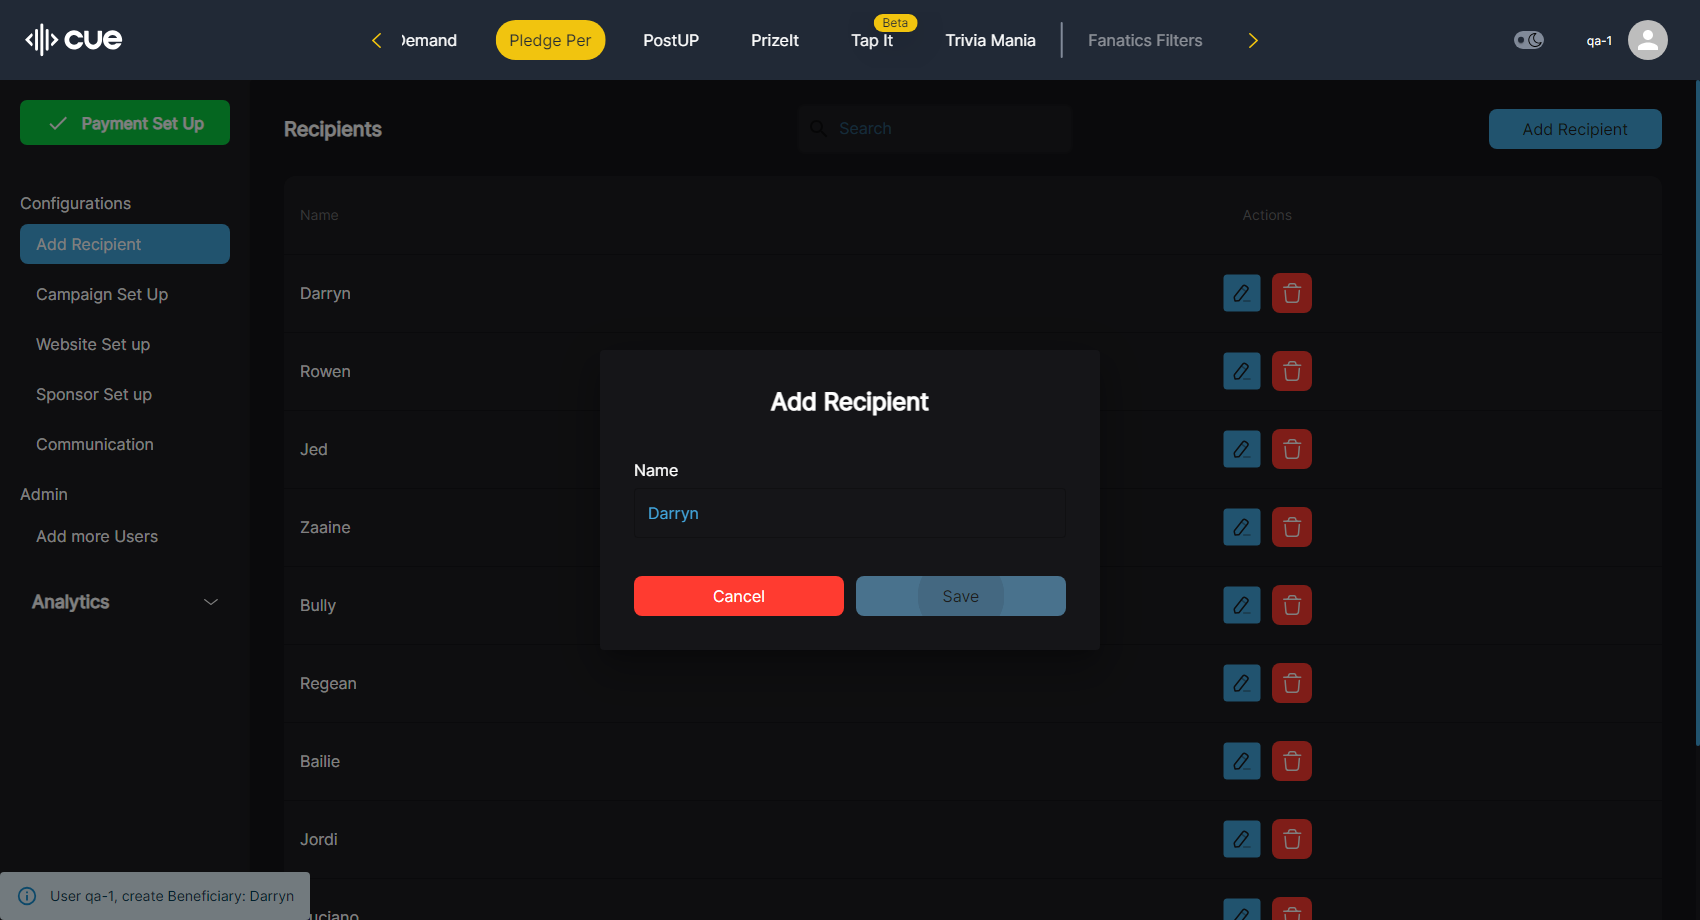 cue
Demand
Pledge Per
PostUP
PrizeIt
Beta
Tap It
Trivia Mania
Fanatics Filters
qa-1
Payment Set Up
Recipients
Search
Add Recipient
Configurations
Add Recipient
Campaign Set Up
Website Set up
Sponsor Set up
Communication
Admin
Add more Users
Analytics
Name
Actions
Darryn
Rowen
Jed
Zaaine
Bully
Regean
Bailie
Jordi
Add Recipient
Name
Darryn
Cancel
Save
User qa-1, create Beneficiary: Darryn